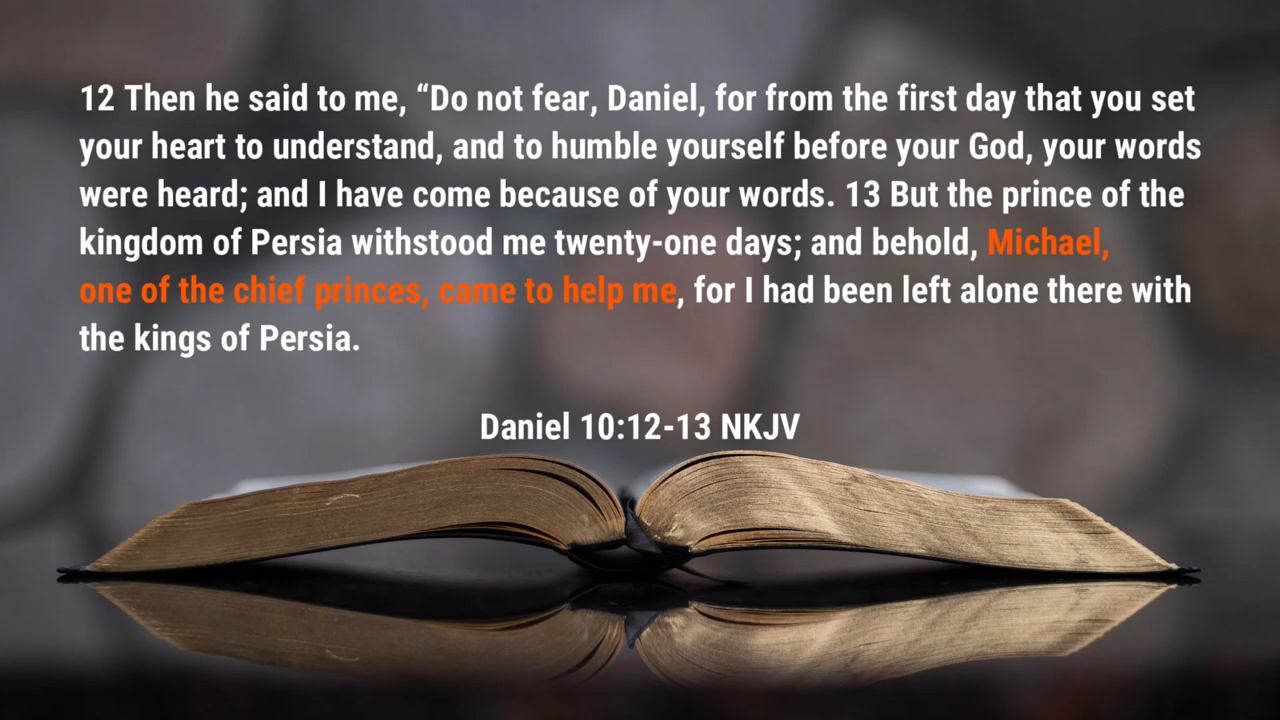 12 Then he said to me, “Do not fear, Daniel, for from the first day that you set
your heart to understand, and to humble yourself before your God, your words
were heard; and I have come because of your words. 13 But the prince of the
kingdom of Persia withstood me twenty-one days; and behold, Michael,
one of the chief princes, came to help me, for I had been left alone there with
the kings of Persia.
Daniel 10:12-13 NKJV